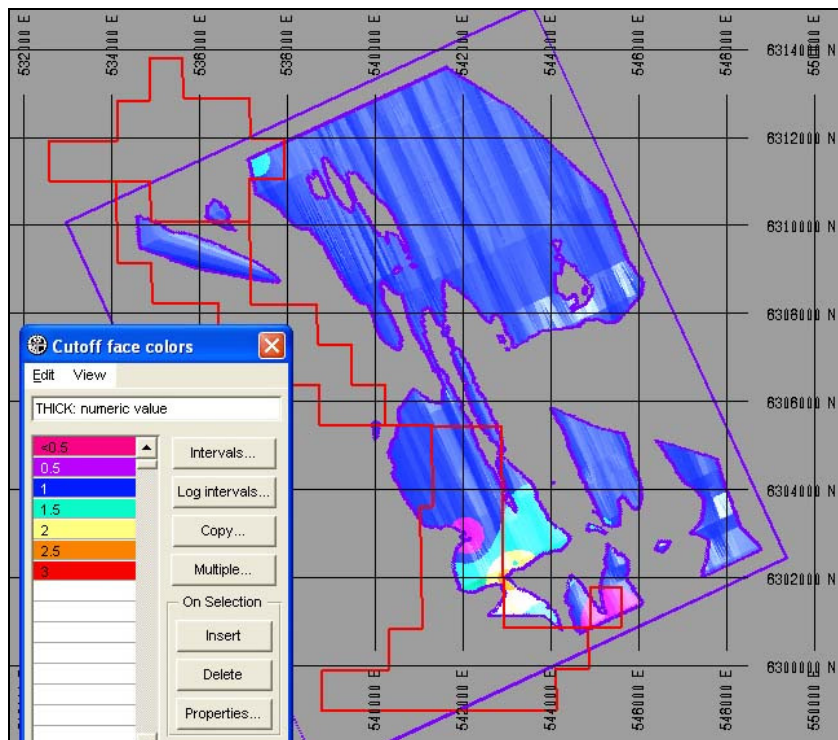 532000 E
534000 E
536000 E
538000 E
540000 E
542000 E
544000 E
546000 E
548000 E
550000 E
6314000 N
6312000 N
6310000 N
6308000 N
6306000 N
6304000 N
6302000 N
6300000 N
Cutoff face colors
Edit View
THICK: numeric value
<0.5
0.5
1
1.5
2
2.5
3
Intervals...
Log intervals...
Copy...
Multiple...
On Selection
Insert
Delete
Properties...
540000 E
542000 E
544000 E
546000 E
548000 E
550000 E